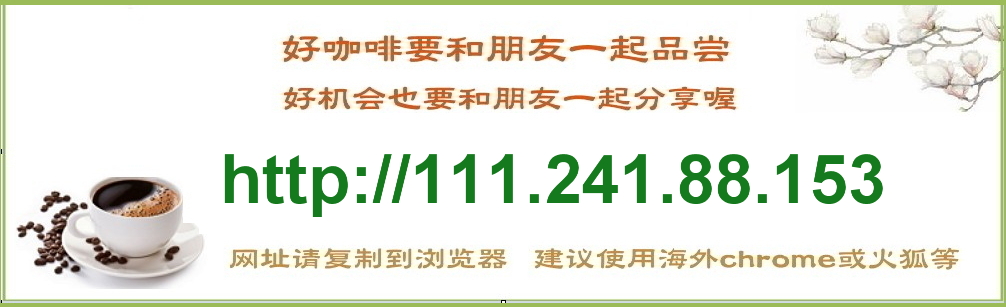 好咖啡要和朋友一起品尝
好机会也要和朋友一起分享喔
http://111.241.88.153
网址请复制到浏览器 建议使用海外chrome或火狐等